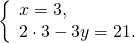 x = 3,
2 · 3 − 3y = 21.